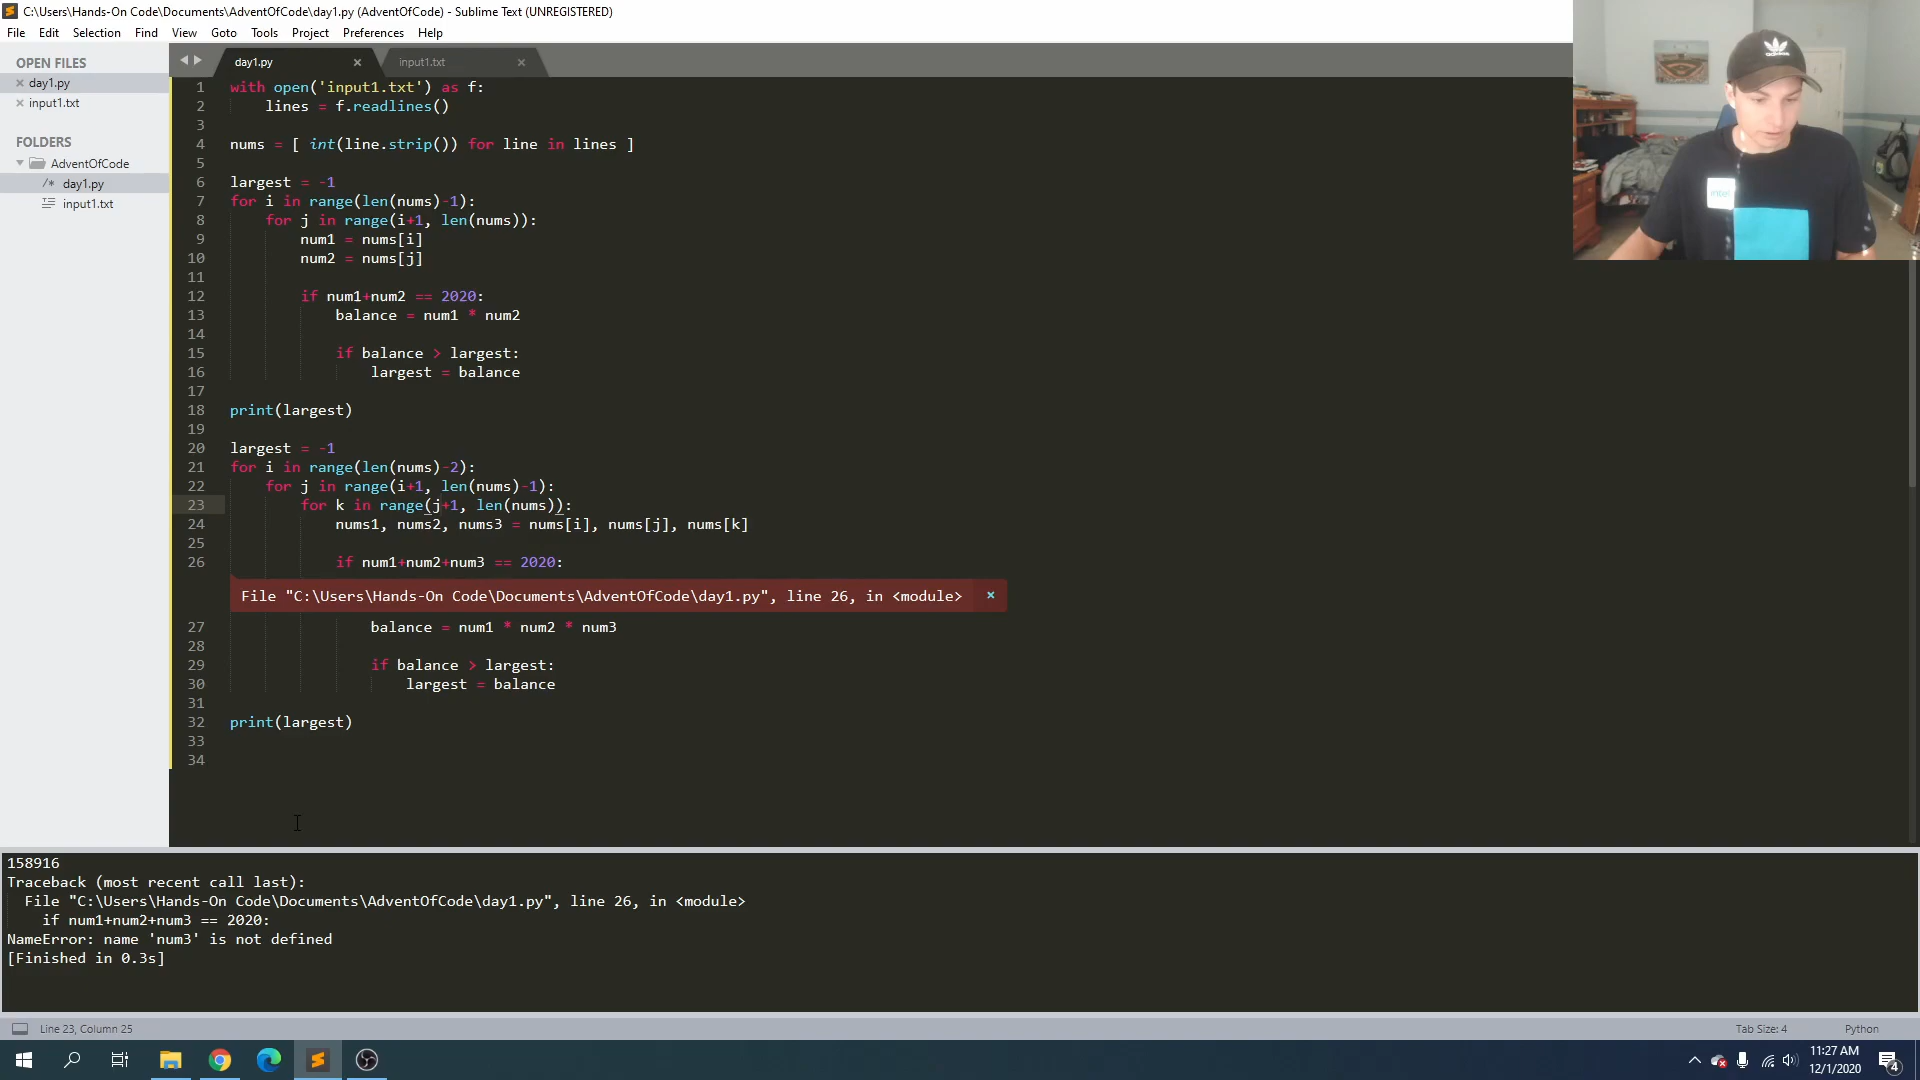 C:\Users\Hands-On Code\Documents\AdventOfCode\day1.py (AdventOfCode) - Sublime Text (UNREGISTERED)
File Edit Selection Find View Goto Tools Project Preferences Help
OPEN FILES
day1.py
input1.txt
FOLDERS
AdventOfCode
day1.py
input1.txt
day1.py
input1.txt
1 with open('input1.txt') as f:
2 lines = f.readlines()
3
4 nums = [ int(line.strip()) for line in lines ]
5
6 largest = -1
7 for i in range(len(nums)-1):
8 for j in range(i+1, len(nums)):
9 num1 = nums[i]
10 num2 = nums[j]
11
12 if num1+num2 == 2020:
13 balance = num1 * num2
14
15 if balance > largest:
16 largest = balance
17
18 print(largest)
19
20 largest = -1
21 for i in range(len(nums)-2):
22 for j in range(i+1, len(nums)-1):
23 for k in range(j+1, len(nums)):
24 nums1, nums2, nums3 = nums[i], nums[j], nums[k]
25
26 if num1+num2+num3 == 2020:
File "C:\Users\Hands-On Code\Documents\AdventOfCode\day1.py", line 26, in <module> ×
27 balance = num1 * num2 * num3
28
29 if balance > largest:
30 largest = balance
31
32 print(largest)
33
34
158916
Traceback (most recent call last):
File "C:\Users\Hands-On Code\Documents\AdventOfCode\day1.py", line 26, in <module>
if num1+num2+num3 == 2020:
NameError: name 'num3' is not defined
[Finished in 0.3s]
Line 23, Column 25
Tab Size: 4
Python
adidas
intel
11:27 AM
12/1/2020
4